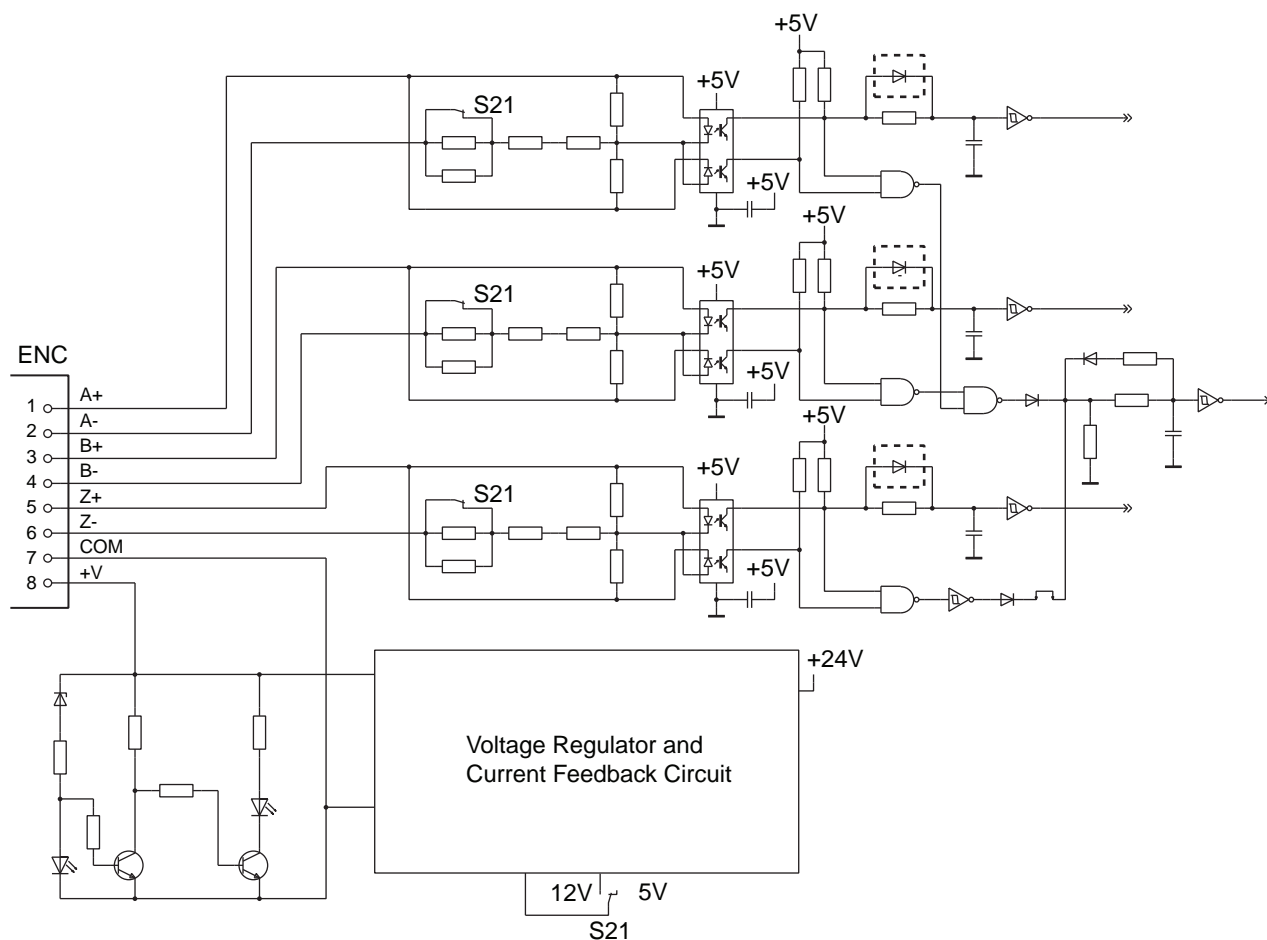 +5V
+5V
S21
+5V
+5V
+5V
S21
+5V
ENC
+5V
1 A+
2 A-
3 B+
+5V
4 B-
5 Z+
S21
6 Z-
7 COM
8 +V
+5V
+24V
Voltage Regulator and
Current Feedback Circuit
12V 5V
S21